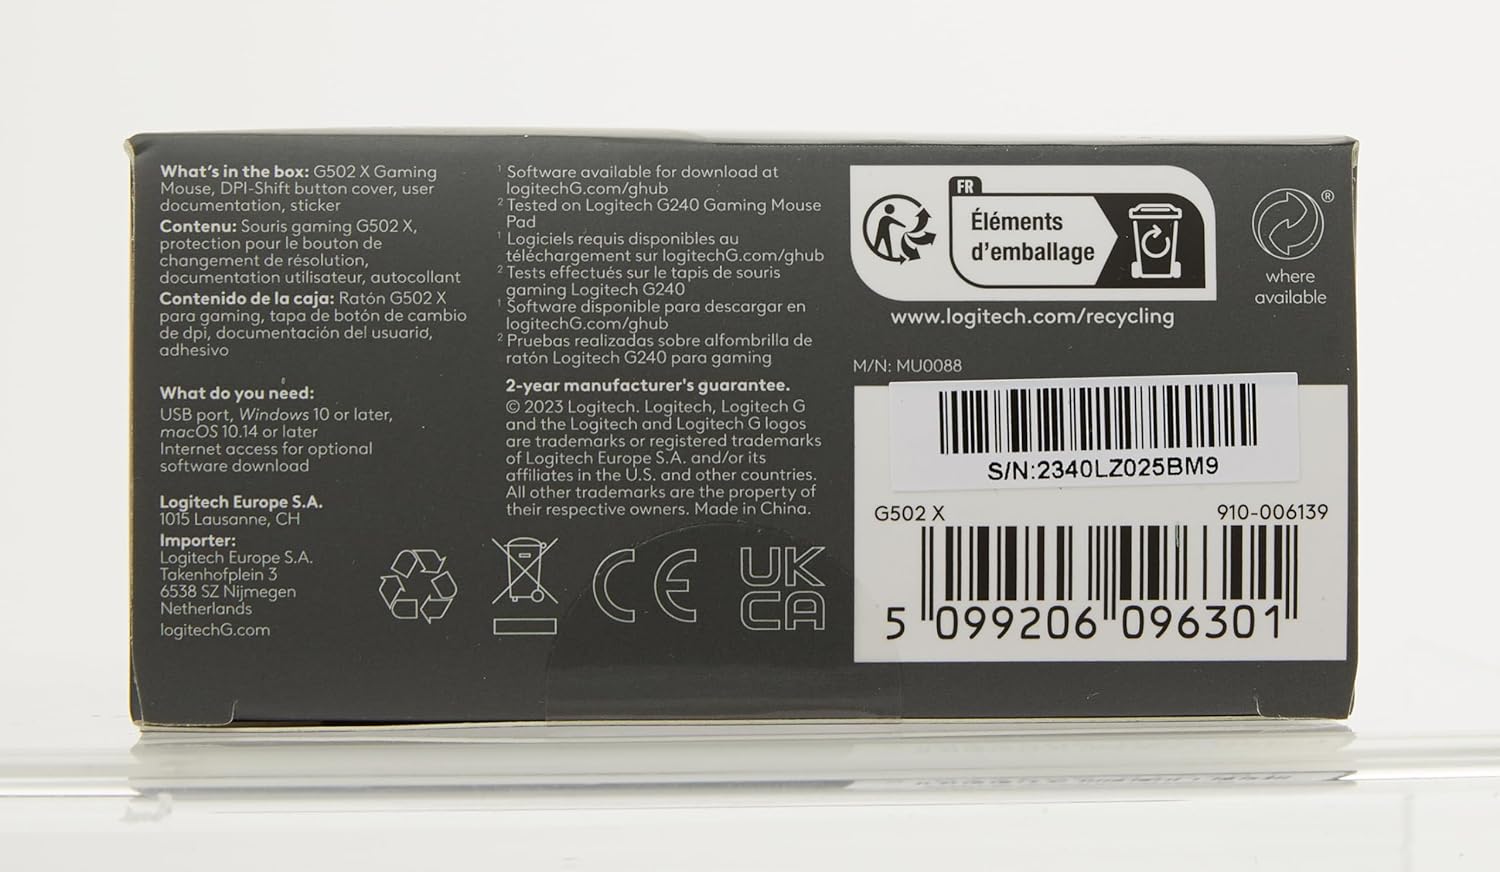 What's in the box: G502 X Gaming
Mouse, DPI-Shift button cover, user
documentation, sticker
Contenu: Souris gaming G502 X,
protection pour le bouton de
changement de résolution,
documentation utilisateur, autocollant
Contenido de la caja: Ratón G502 X
para gaming, tapa de botón de cambio
de dpi, documentación del usuario,
adhesivo
What do you need:
USB port, Windows 10 or later,
macOS 10.14 or later
Internet access for optional
software download
Logitech Europe S.A.
1015 Lausanne, CH
Importer:
Logitech Europe S.A.
Takenhofplein 3
6538 SZ Nijmegen
Netherlands
logitechG.com
¹ Software available for download at
logitechG.com/ghub
² Tested on Logitech G240 Gaming Mouse
Pad
¹ Logiciels requis disponibles au
téléchargement sur logitechG.com/ghub
² Tests effectués sur le tapis de souris
gaming Logitech G240
¹ Software disponible para descargar en
logitechG.com/ghub
² Pruebas realizadas sobre alfombrilla de
ratón Logitech G240 para gaming
2-year manufacturer's guarantee.
© 2023 Logitech. Logitech, Logitech G
and the Logitech and Logitech G logos
are trademarks or registered trademarks
of Logitech Europe S.A. and/or its
affiliates in the U.S. and other countries.
All other trademarks are the property of
their respective owners. Made in China.
CE
UK
CA
FR
Éléments
d'emballage
www.logitech.com/recycling
®
where
available
M/N: MU0088
S/N:2340LZ025BM9
G502 X 910-006139
5 099206 096301